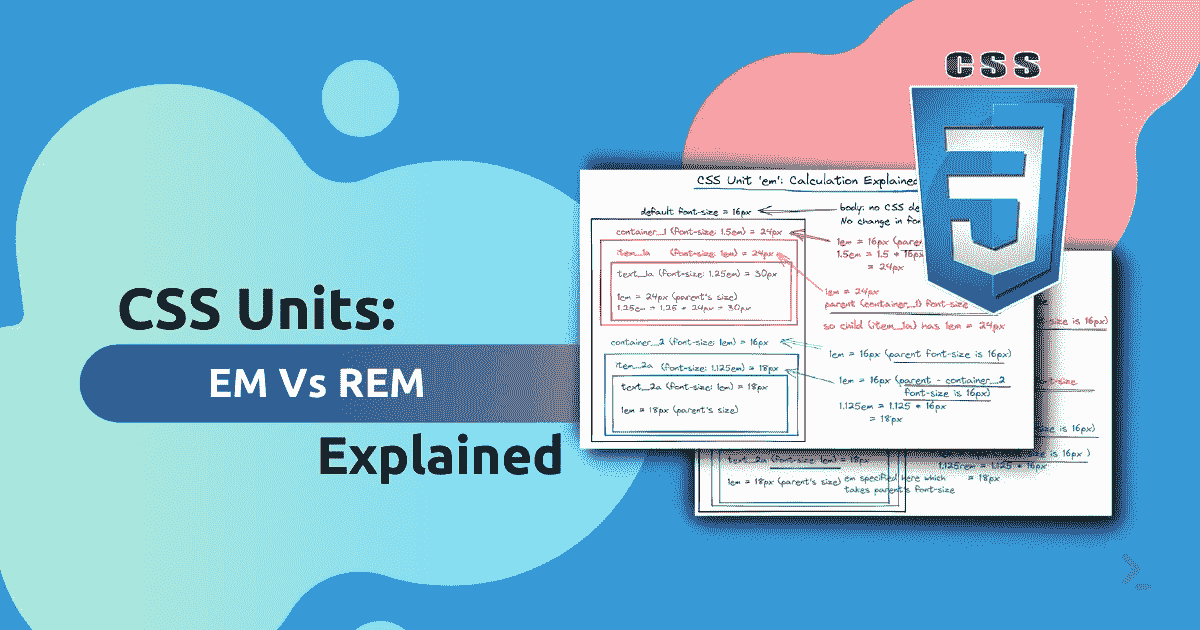 CSS
CSS Units:
EM Vs REM
Explained
CSS Unit 'em': Calculation Explained
default font-size = 16px
body: no CSS de
No change in fon
container_1 (font-size: 1.5em) = 24px
item_1a (font-size: 1em) = 24px
text_1a (font-size: 1.25em) = 30px
1em = 24px (parent's size)
1.25em = 1.25 * 24px = 30px
1em = 16px (paren
1.5em = 1.5 * 16px
= 24px
1em = 24px
parent (container_1) font-size
so child (item_1a) has 1em = 24px
container_2 (font-size: 1em) = 16px
item_2a (font-size: 1.125em) = 18px
text_2a (font-size: 1em) = 18px
1em = 18px (parent's size)
1em = 16px (parent font-size is 16px)
1em = 16px (parent - container_2
font-size is 16px)
1.125em = 1.125 * 16px
= 18px
size is 16px)
font-size is 16px)
1.125rem = 1.125 * 16px
= 18px
text_2a (font-size: 1em) = 18px
1em = 18px (parent's size) em specified here which
takes parent's font-size